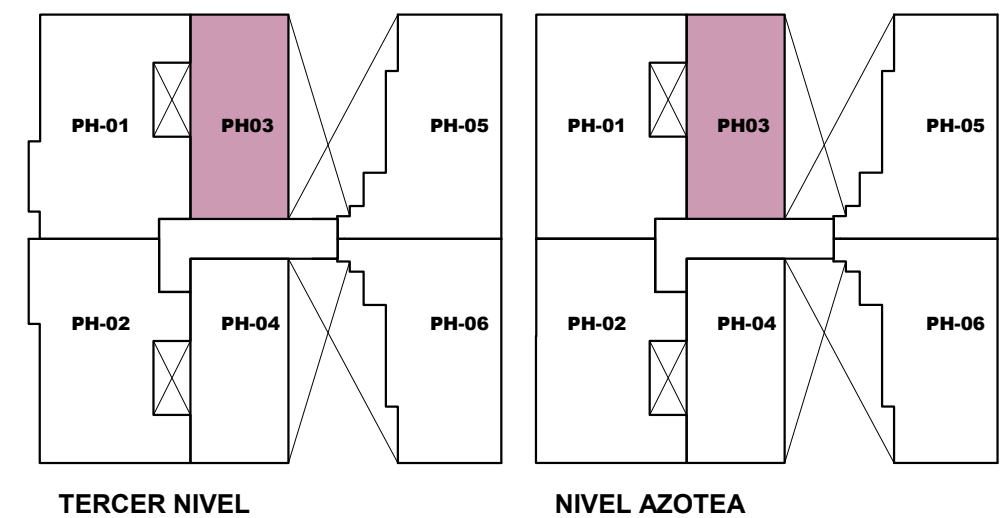 PH-01
PH03
PH-05
PH-02
PH-04
PH-06
TERCER NIVEL
PH-01
PH03
PH-05
PH-02
PH-04
PH-06
NIVEL AZOTEA